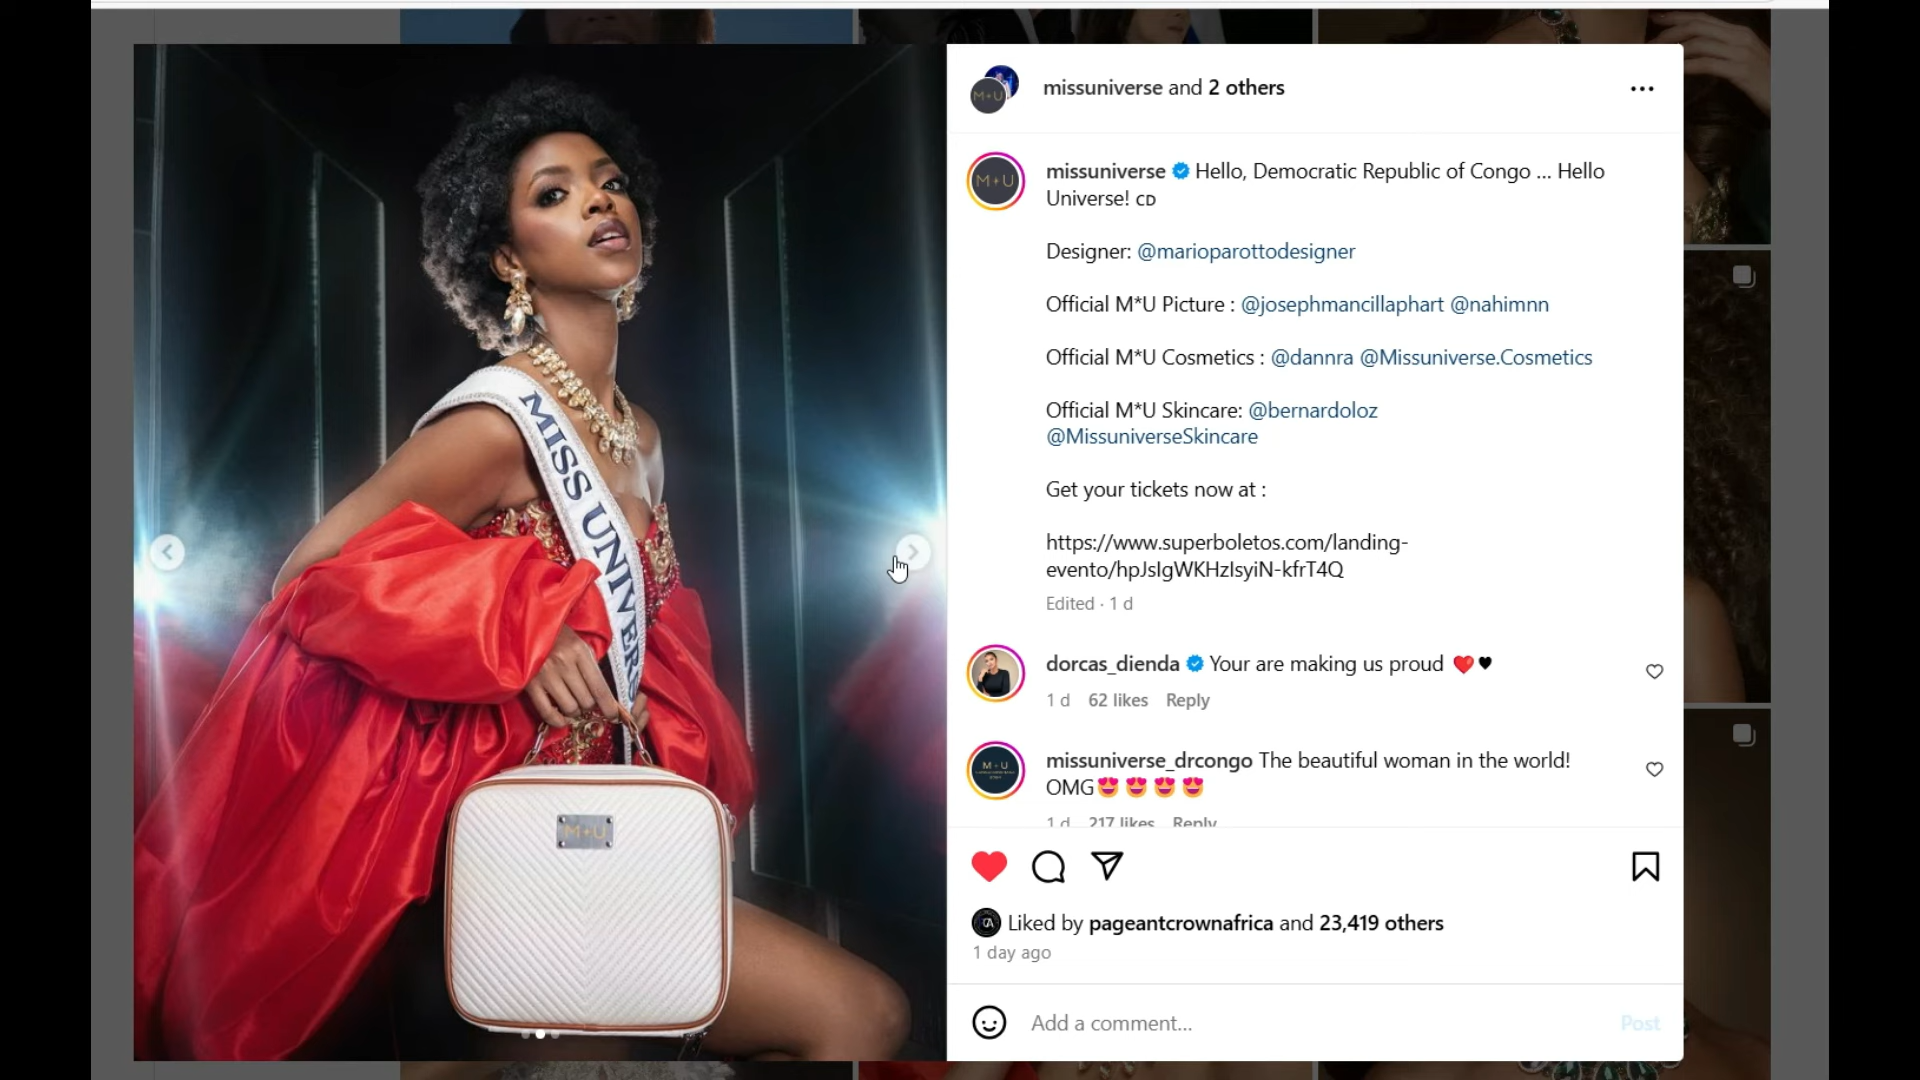 MISS UNIVERSE
M+U
M+U
missuniverse and 2 others
M+U
missuniverse Hello, Democratic Republic of Congo ... Hello
Universe! CD
Designer: @marioparottodesigner
Official M*U Picture : @josephmancillaphart @nahimnn
Official M*U Cosmetics : @dannra @Missuniverse.Cosmetics
Official M*U Skincare: @bernardoloz
@MissuniverseSkincare
Get your tickets now at :
https://www.superboletos.com/landing-
evento/hpJsIgWKHzIsyiN-kfrT4Q
Edited · 1 d
dorcas_dienda Your are making us proud ❤️🖤
1 d 62 likes Reply
M+U
missuniverse_drcongo The beautiful woman in the world!
OMG😍😍😍😍
1 d 217 likes Reply
Liked by pageantcrownafrica and 23,419 others
1 day ago
Add a comment...
Post